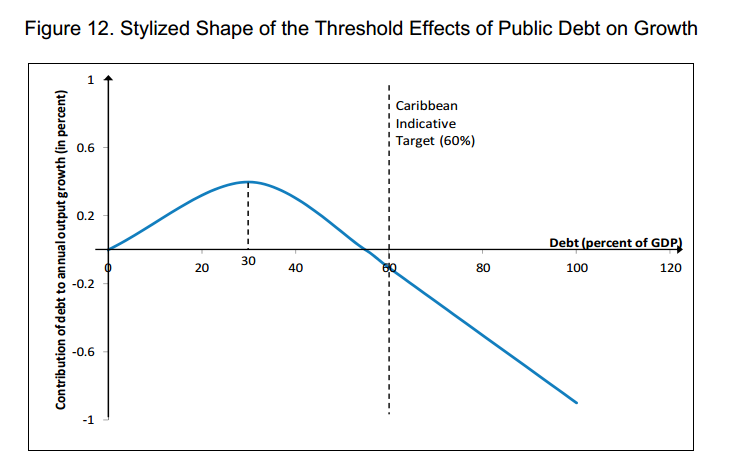 Figure 12. Stylized Shape of the Threshold Effects of Public Debt on Growth
Contribution of debt to annual output growth (in percent)
1
0.6
0.2
-0.2
-0.6
-1
Caribbean
Indicative
Target (60%)
Debt (percent of GDP)
0
20
30
40
60
80
100
120